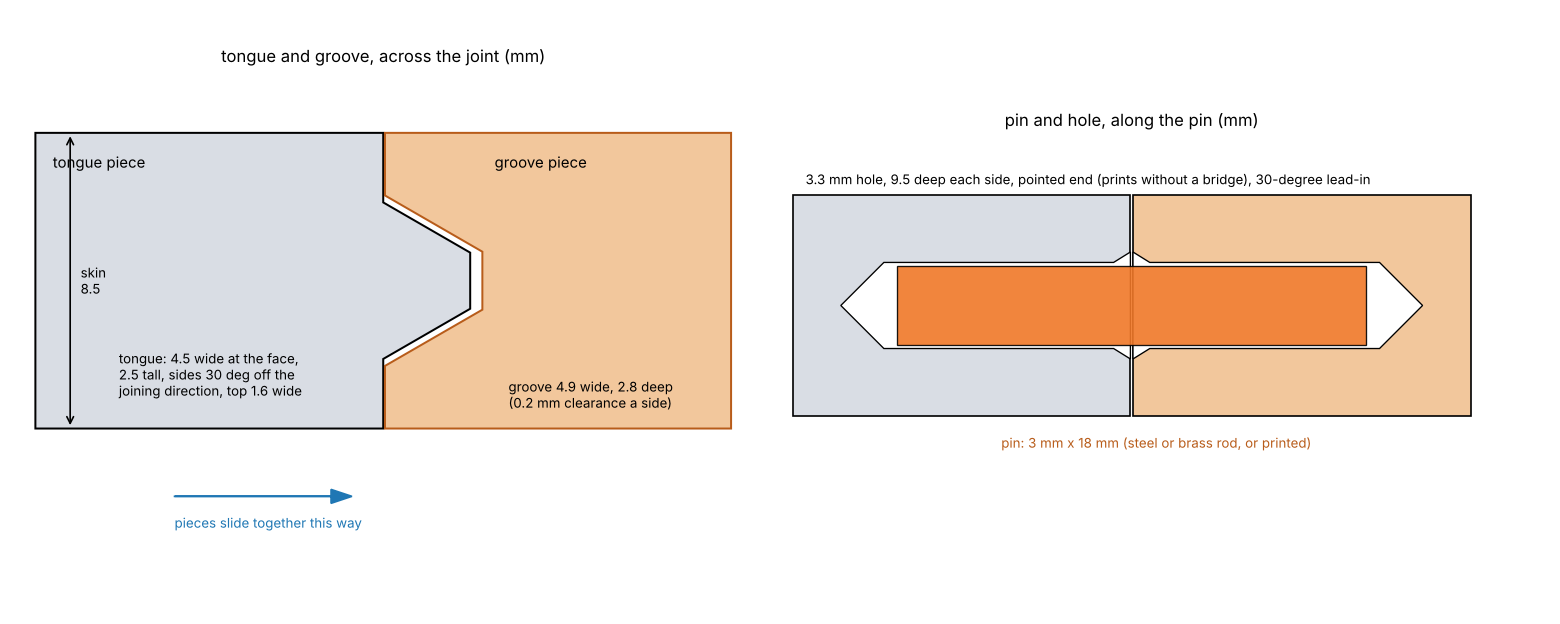 tongue and groove, across the joint (mm)
tongue piece
groove piece
skin
8.5
tongue: 4.5 wide at the face,
2.5 tall, sides 30 deg off the
joining direction, top 1.6 wide
groove 4.9 wide, 2.8 deep
(0.2 mm clearance a side)
pieces slide together this way
pin and hole, along the pin (mm)
3.3 mm hole, 9.5 deep each side, pointed end (prints without a bridge), 30-degree lead-in
pin: 3 mm x 18 mm (steel or brass rod, or printed)